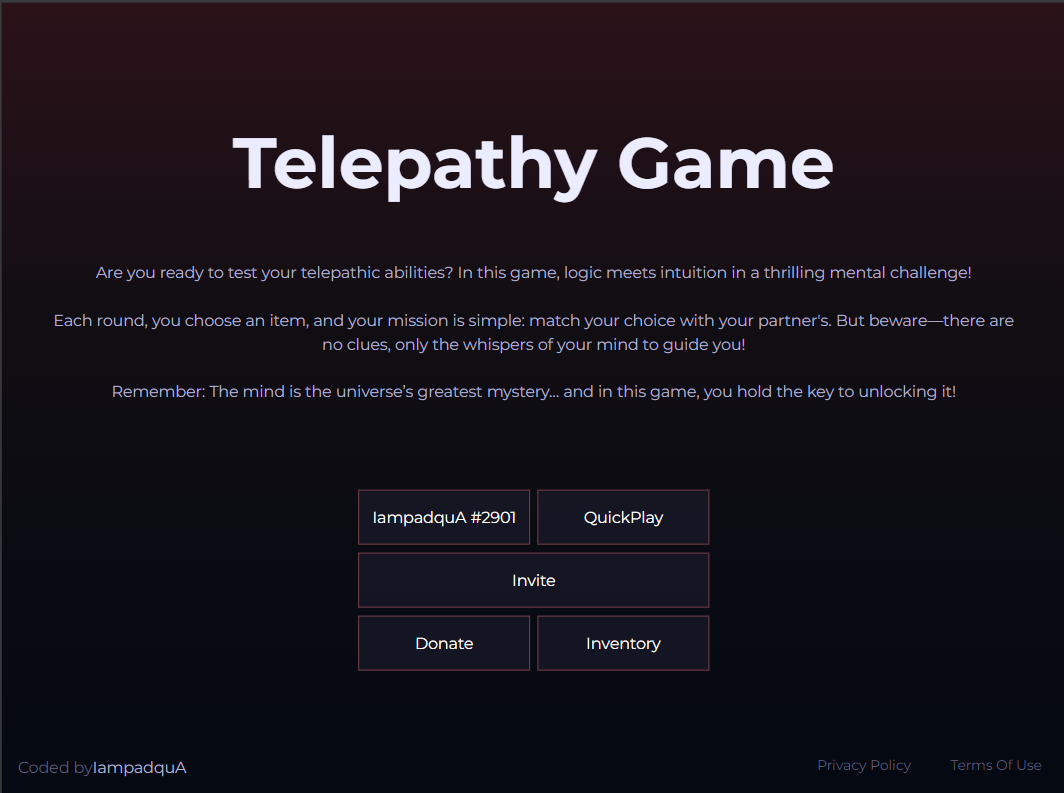 Telepathy Game
Are you ready to test your telepathic abilities? In this game, logic meets intuition in a thrilling mental challenge!
Each round, you choose an item, and your mission is simple: match your choice with your partner's. But beware—there are
no clues, only the whispers of your mind to guide you!
Remember: The mind is the universe’s greatest mystery... and in this game, you hold the key to unlocking it!
IampadquA #2901
QuickPlay
Invite
Donate
Inventory
Coded byIampadquA
Privacy Policy
Terms Of Use